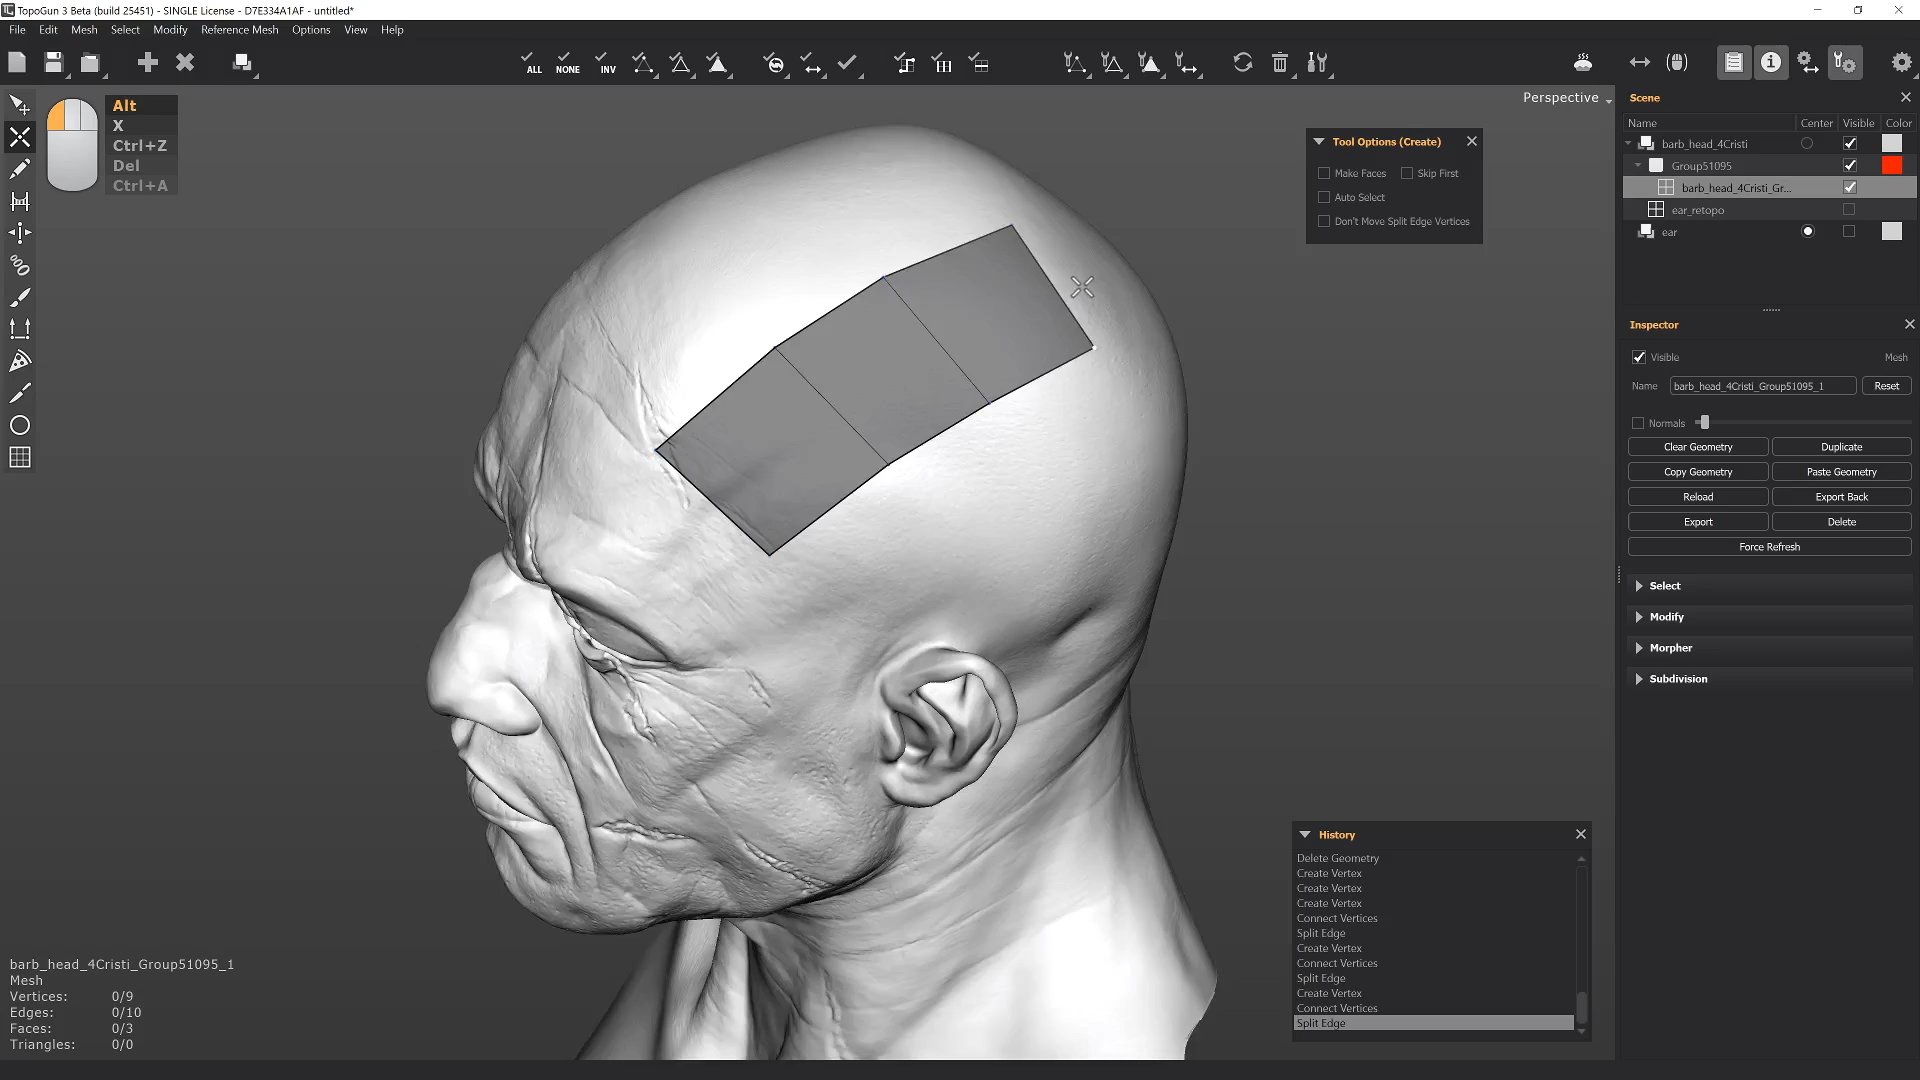 TopoGun 3 Beta (build 25451) - SINGLE License - D7E334A1AF - untitled*
File Edit Mesh Select Modify Reference Mesh Options View Help
ALL NONE INV
Alt
X
Ctrl+Z
Del
Ctrl+A
Perspective
Tool Options (Create)
Make Faces Skip First
Auto Select
Don't Move Split Edge Vertices
Scene
Name Center Visible Color
barb_head_4Cristi
Group51095
barb_head_4Cristi_Gr...
ear_retopo
ear
Inspector
Visible Mesh
Name barb_head_4Cristi_Group51095_1 Reset
Normals
Clear Geometry Duplicate
Copy Geometry Paste Geometry
Reload Export Back
Export Delete
Force Refresh
Select
Modify
Morpher
Subdivision
History
Delete Geometry
Create Vertex
Create Vertex
Create Vertex
Connect Vertices
Split Edge
Create Vertex
Connect Vertices
Split Edge
Create Vertex
Connect Vertices
Split Edge
barb_head_4Cristi_Group51095_1
Mesh
Vertices: 0/9
Edges: 0/10
Faces: 0/3
Triangles: 0/0